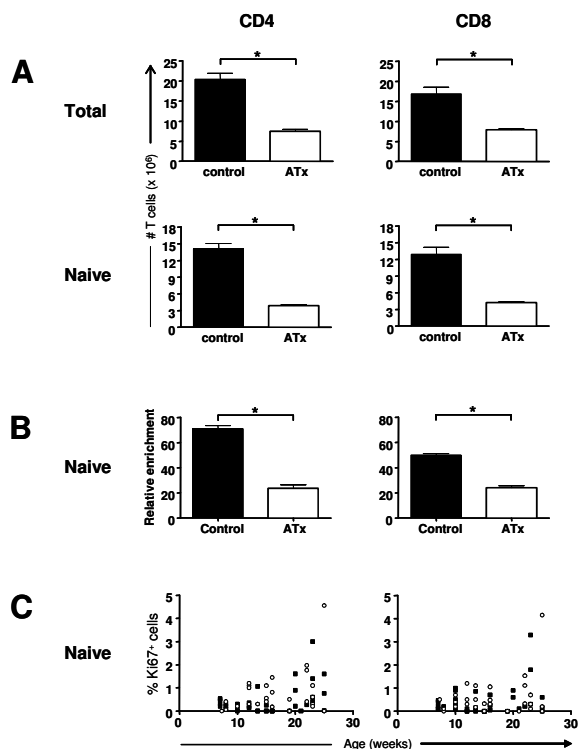 CD4 CD8
A
Total
# T cells (x 10⁶)
25 20 15 10 5 0
*
control ATx
25 20 15 10 5 0
*
control ATx
Naive
18 15 12 9 6 3 0
*
control ATx
18 15 12 9 6 3 0
*
control ATx
B
Naive
Relative enrichment
80 60 40 20 0
*
Control ATx
80 60 40 20 0
*
Control ATx
C
Naive
% Ki67⁺ cells
5 4 3 2 1 0
0 10 20 30
5 4 3 2 1 0
0 10 20 30
Age (weeks)